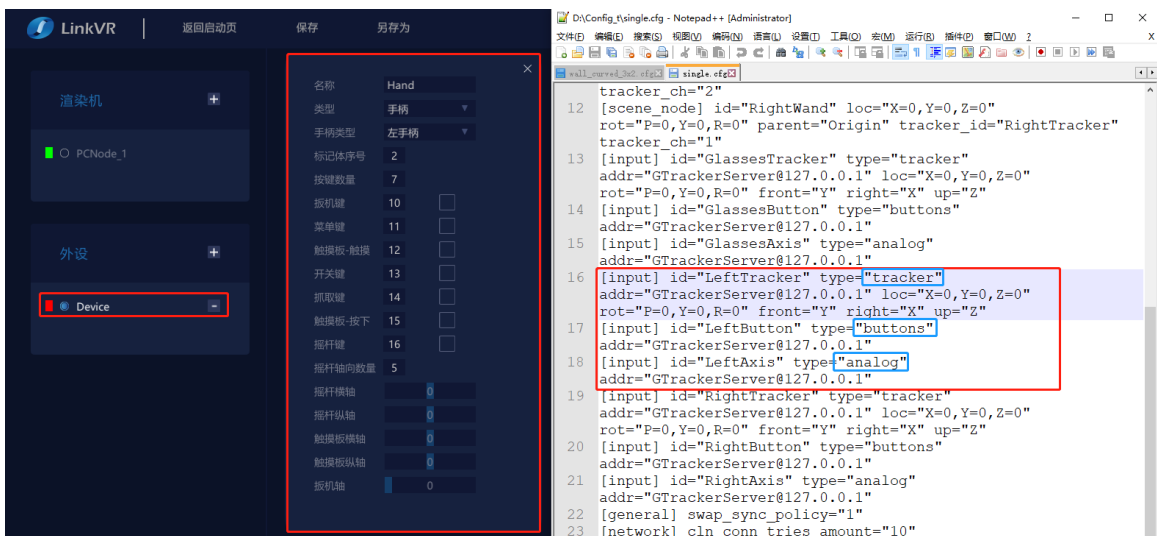 LinkVR
返回启动页
保存
另存为
渲染机
+
PCNode_1
外设
+
Device
-
×
名称 Hand
类型 手柄
手柄类型 左手柄
标记体序号 2
按键数量 7
扳机键 10
菜单键 11
触摸板-触摸 12
开关键 13
抓取键 14
触摸板-按下 15
摇杆键 16
摇杆轴向数量 5
摇杆横轴 0
摇杆纵轴 0
触摸板横轴 0
触摸板纵轴 0
扳机轴 0
D:\Config_t\single.cfg - Notepad++ [Administrator]
文件(F) 编辑(E) 搜索(S) 视图(V) 编码(N) 语言(L) 设置(T) 工具(O) 宏(M) 运行(R) 插件(P) 窗口(W) ? X
wall_curved_3x2.cfg single.cfg
tracker_ch="2"
12 [scene_node] id="RightWand" loc="X=0,Y=0,Z=0"
rot="P=0,Y=0,R=0" parent="Origin" tracker_id="RightTracker"
tracker_ch="1"
13 [input] id="GlassesTracker" type="tracker"
addr="GTrackerServer@127.0.0.1" loc="X=0,Y=0,Z=0"
rot="P=0,Y=0,R=0" front="Y" right="X" up="Z"
14 [input] id="GlassesButton" type="buttons"
addr="GTrackerServer@127.0.0.1"
15 [input] id="GlassesAxis" type="analog"
addr="GTrackerServer@127.0.0.1"
16 [input] id="LeftTracker" type="tracker"
addr="GTrackerServer@127.0.0.1" loc="X=0,Y=0,Z=0"
rot="P=0,Y=0,R=0" front="Y" right="X" up="Z"
17 [input] id="LeftButton" type="buttons"
addr="GTrackerServer@127.0.0.1"
18 [input] id="LeftAxis" type="analog"
addr="GTrackerServer@127.0.0.1"
19 [input] id="RightTracker" type="tracker"
addr="GTrackerServer@127.0.0.1" loc="X=0,Y=0,Z=0"
rot="P=0,Y=0,R=0" front="Y" right="X" up="Z"
20 [input] id="RightButton" type="buttons"
addr="GTrackerServer@127.0.0.1"
21 [input] id="RightAxis" type="analog"
addr="GTrackerServer@127.0.0.1"
22 [general] swap_sync_policy="1"
23 [network] cln_conn_tries_amount="10"